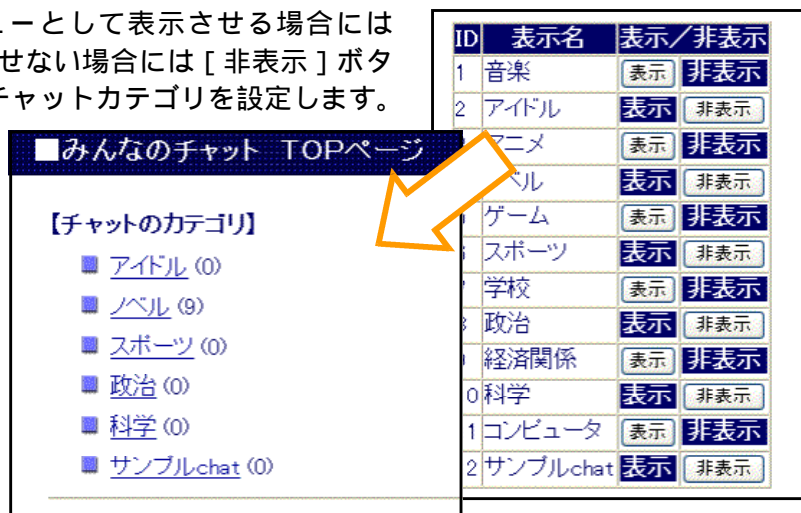 ューとして表示させる場合には
せない場合には［非表示］ボタ
チャットカテゴリを設定します。
ID 表示名 表示／非表示
1 音楽 表示 非表示
2 アイドル 表示 非表示
アニメ 表示 非表示
ベル 表示 非表示
ゲーム 表示 非表示
スポーツ 表示 非表示
学校 表示 非表示
政治 表示 非表示
経済関係 表示 非表示
0 科学 表示 非表示
1 コンピュータ 表示 非表示
2 サンプルchat 表示 非表示
■みんなのチャット TOPページ
【チャットのカテゴリ】
アイドル (0)
ノベル (9)
スポーツ (0)
政治 (0)
科学 (0)
サンプルchat (0)